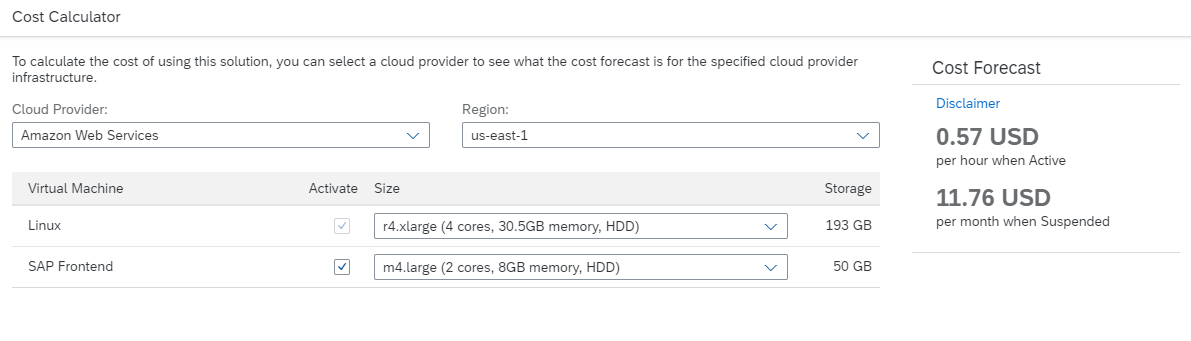 Cost Calculator
To calculate the cost of using this solution, you can select a cloud provider to see what the cost forecast is for the specified cloud provider
infrastructure.
Cloud Provider:
Region:
Amazon Web Services
us-east-1
Virtual Machine Activate Size Storage
Linux r4.xlarge (4 cores, 30.5GB memory, HDD) 193 GB
SAP Frontend m4.large (2 cores, 8GB memory, HDD) 50 GB
Cost Forecast
Disclaimer
0.57 USD
per hour when Active
11.76 USD
per month when Suspended